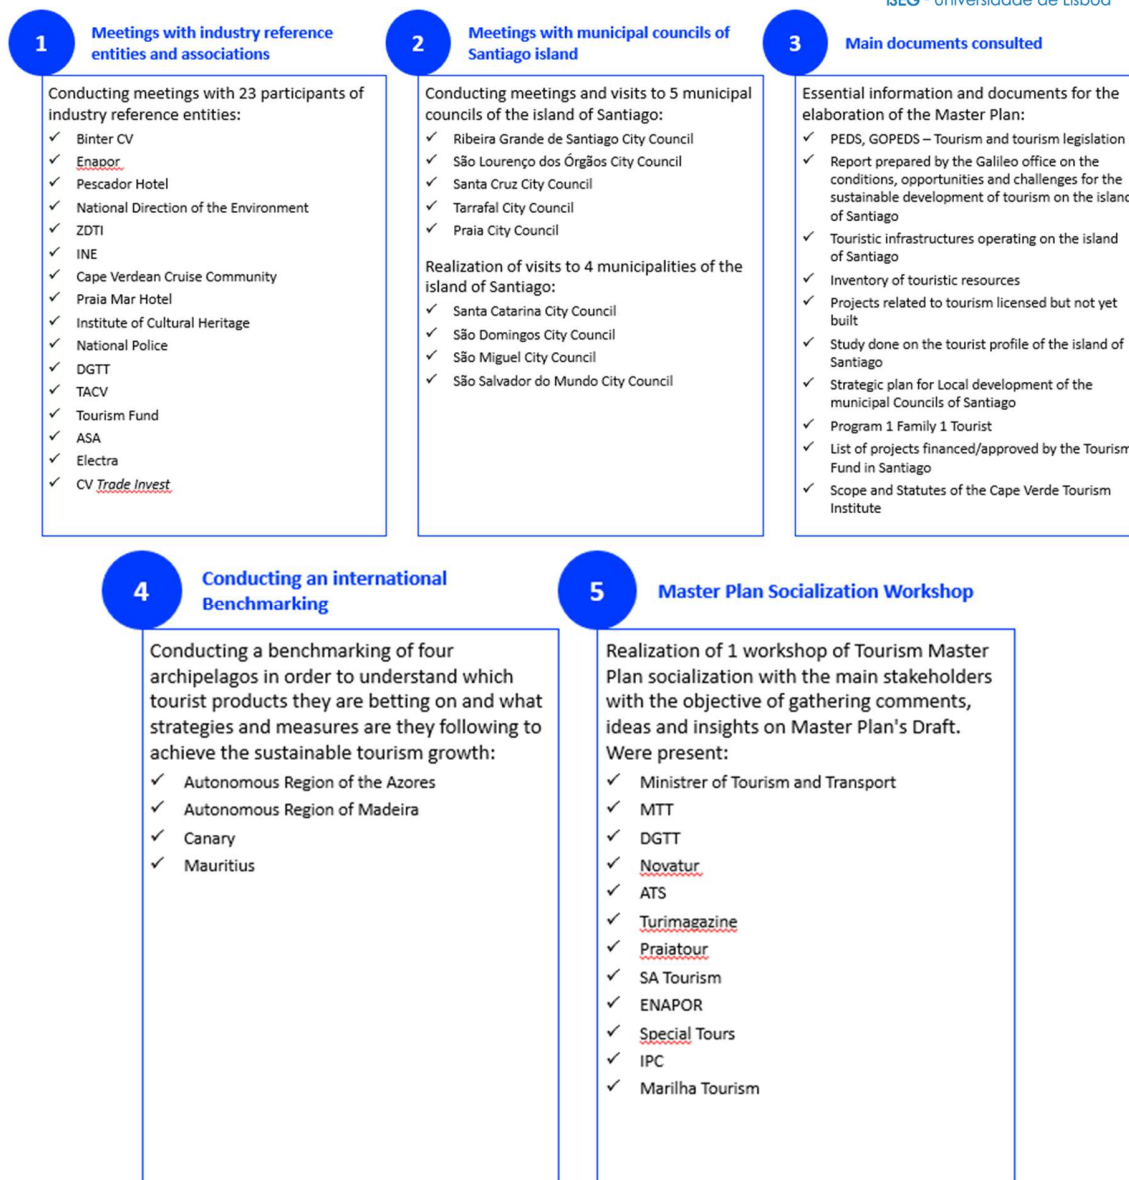 ISEG - Universidade de Lisboa
1
Meetings with industry reference
entities and associations
Conducting meetings with 23 participants of
industry reference entities:
✓ Binter CV
✓ Enapor
✓ Pescador Hotel
✓ National Direction of the Environment
✓ ZDTI
✓ INE
✓ Cape Verdean Cruise Community
✓ Praia Mar Hotel
✓ Institute of Cultural Heritage
✓ National Police
✓ DGTT
✓ TACV
✓ Tourism Fund
✓ ASA
✓ Electra
✓ CV Trade Invest
2
Meetings with municipal councils of
Santiago island
Conducting meetings and visits to 5 municipal
councils of the island of Santiago:
✓ Ribeira Grande de Santiago City Council
✓ São Lourenço dos Órgãos City Council
✓ Santa Cruz City Council
✓ Tarrafal City Council
✓ Praia City Council
Realization of visits to 4 municipalities of the
island of Santiago:
✓ Santa Catarina City Council
✓ São Domingos City Council
✓ São Miguel City Council
✓ São Salvador do Mundo City Council
3
Main documents consulted
Essential information and documents for the
elaboration of the Master Plan:
✓ PEDS, GOPEDS – Tourism and tourism legislation
✓ Report prepared by the Galileo office on the
conditions, opportunities and challenges for the
sustainable development of tourism on the island
of Santiago
✓ Touristic infrastructures operating on the island
of Santiago
✓ Inventory of touristic resources
✓ Projects related to tourism licensed but not yet
built
✓ Study done on the tourist profile of the island of
Santiago
✓ Strategic plan for Local development of the
municipal Councils of Santiago
✓ Program 1 Family 1 Tourist
✓ List of projects financed/approved by the Tourism
Fund in Santiago
✓ Scope and Statutes of the Cape Verde Tourism
Institute
4
Conducting an international
Benchmarking
Conducting a benchmarking of four
archipelagos in order to understand which
tourist products they are betting on and what
strategies and measures are they following to
achieve the sustainable tourism growth:
✓ Autonomous Region of the Azores
✓ Autonomous Region of Madeira
✓ Canary
✓ Mauritius
5
Master Plan Socialization Workshop
Realization of 1 workshop of Tourism Master
Plan socialization with the main stakeholders
with the objective of gathering comments,
ideas and insights on Master Plan's Draft.
Were present:
✓ Ministrer of Tourism and Transport
✓ MTT
✓ DGTT
✓ Novatur
✓ ATS
✓ Turimagazine
✓ Praiatour
✓ SA Tourism
✓ ENAPOR
✓ Special Tours
✓ IPC
✓ Marilha Tourism